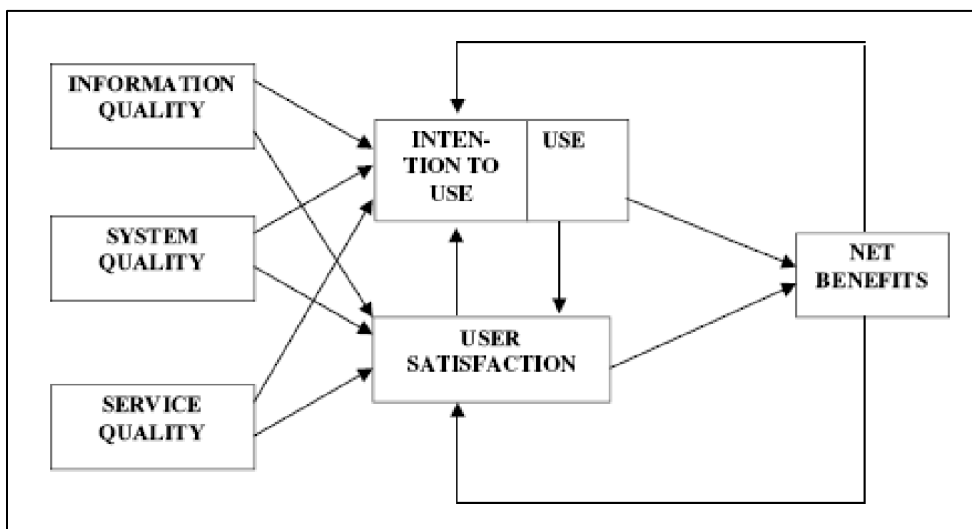 INFORMATION
QUALITY
SYSTEM
QUALITY
SERVICE
QUALITY
INTEN-
TION TO
USE
USE
USER
SATISFACTION
NET
BENEFITS